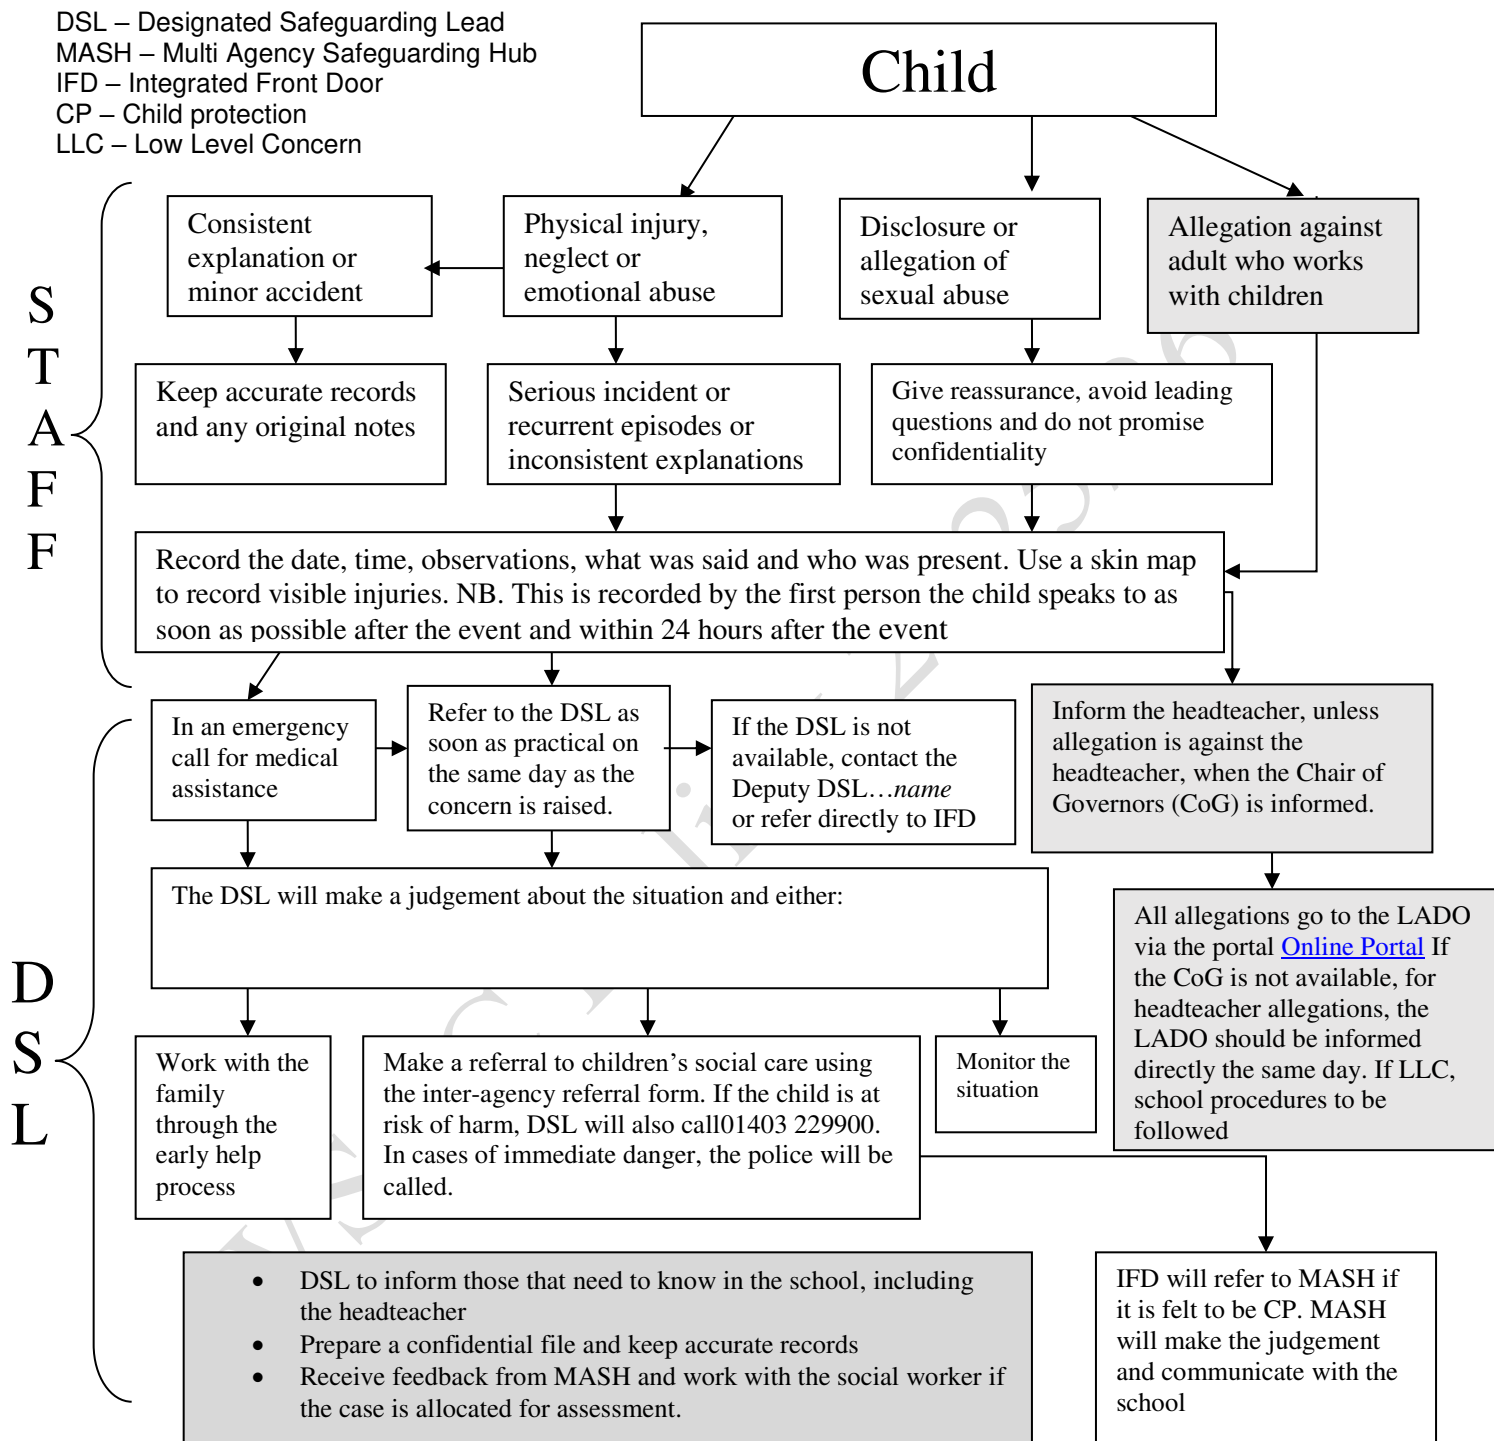 DSL – Designated Safeguarding Lead
MASH – Multi Agency Safeguarding Hub
IFD – Integrated Front Door
CP – Child protection
LLC – Low Level Concern
Child
S
T
A
F
F
Consistent
explanation or
minor accident
Physical injury,
neglect or
emotional abuse
Disclosure or
allegation of
sexual abuse
Allegation against
adult who works
with children
Keep accurate records
and any original notes
Serious incident or
recurrent episodes or
inconsistent explanations
Give reassurance, avoid leading
questions and do not promise
confidentiality
Record the date, time, observations, what was said and who was present. Use a skin map
to record visible injuries. NB. This is recorded by the first person the child speaks to as
soon as possible after the event and within 24 hours after the event
D
S
L
In an emergency
call for medical
assistance
Refer to the DSL as
soon as practical on
the same day as the
concern is raised.
If the DSL is not
available, contact the
Deputy DSL…name
or refer directly to IFD
Inform the headteacher, unless
allegation is against the
headteacher, when the Chair of
Governors (CoG) is informed.
The DSL will make a judgement about the situation and either:
All allegations go to the LADO
via the portal Online Portal If
the CoG is not available, for
headteacher allegations, the
LADO should be informed
directly the same day. If LLC,
school procedures to be
followed
Work with the
family
through the
early help
process
Make a referral to children’s social care using
the inter-agency referral form. If the child is at
risk of harm, DSL will also call01403 229900.
In cases of immediate danger, the police will be
called.
Monitor the
situation
• DSL to inform those that need to know in the school, including
the headteacher
• Prepare a confidential file and keep accurate records
• Receive feedback from MASH and work with the social worker if
the case is allocated for assessment.
IFD will refer to MASH if
it is felt to be CP. MASH
will make the judgement
and communicate with the
school